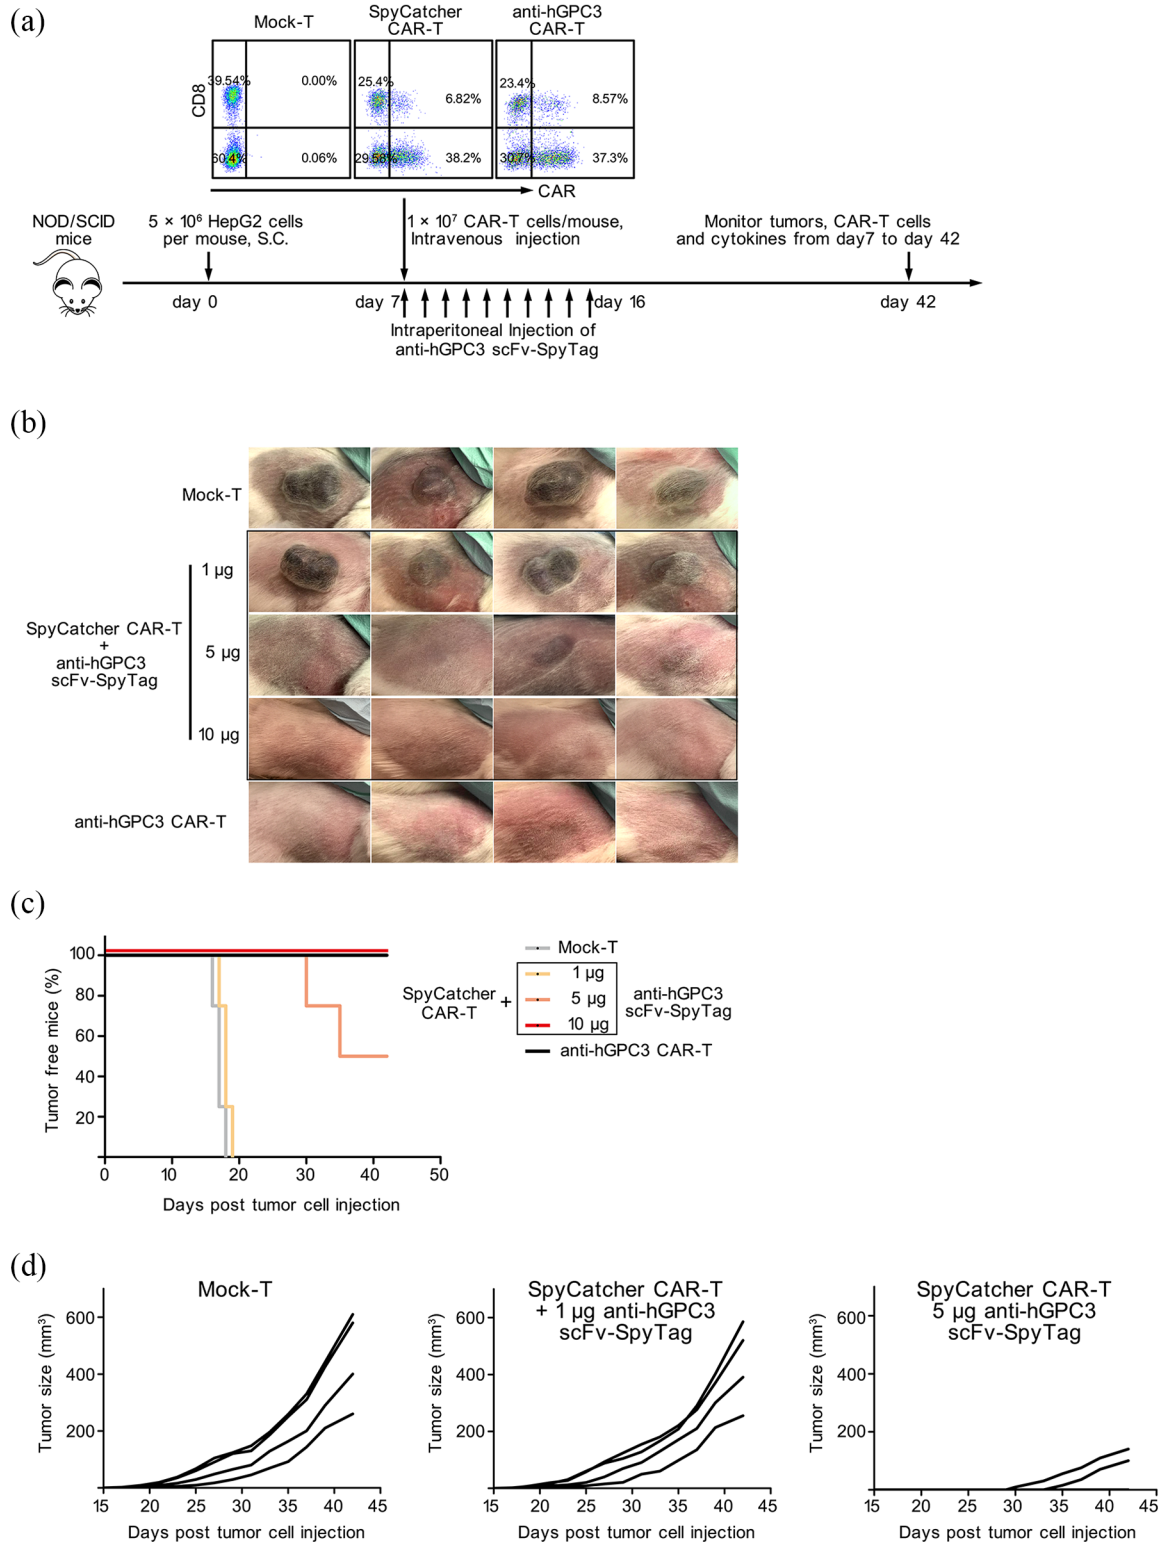 (a)
Mock-T
SpyCatcher
CAR-T
anti-hGPC3
CAR-T
CD8
39.54%
0.00%
60.4%
0.06%
25.4%
6.82%
29.58%
38.2%
23.4%
8.57%
30.7%
37.3%
CAR
NOD/SCID
mice
5 × 10⁶ HepG2 cells
per mouse, S.C.
1 × 10⁷ CAR-T cells/mouse,
Intravenous injection
Monitor tumors, CAR-T cells
and cytokines from day7 to day 42
day 0
day 7
day 16
day 42
Intraperitoneal Injection of
anti-hGPC3 scFv-SpyTag
(b)
Mock-T
SpyCatcher CAR-T
+
anti-hGPC3
scFv-SpyTag
1 µg
5 µg
10 µg
anti-hGPC3 CAR-T
(c)
Tumor free mice (%)
100
80
60
40
20
0
10
20
30
40
50
Days post tumor cell injection
SpyCatcher
CAR-T
+
Mock-T
1 µg
5 µg
10 µg
anti-hGPC3 CAR-T
anti-hGPC3
scFv-SpyTag
(d)
Mock-T
Tumor size (mm³)
600
400
200
15
20
25
30
35
40
45
Days post tumor cell injection
SpyCatcher CAR-T
+ 1 µg anti-hGPC3
scFv-SpyTag
Tumor size (mm³)
600
400
200
15
20
25
30
35
40
45
Days post tumor cell injection
SpyCatcher CAR-T
5 µg anti-hGPC3
scFv-SpyTag
Tumor size (mm³)
600
400
200
15
20
25
30
35
40
45
Days post tumor cell injection